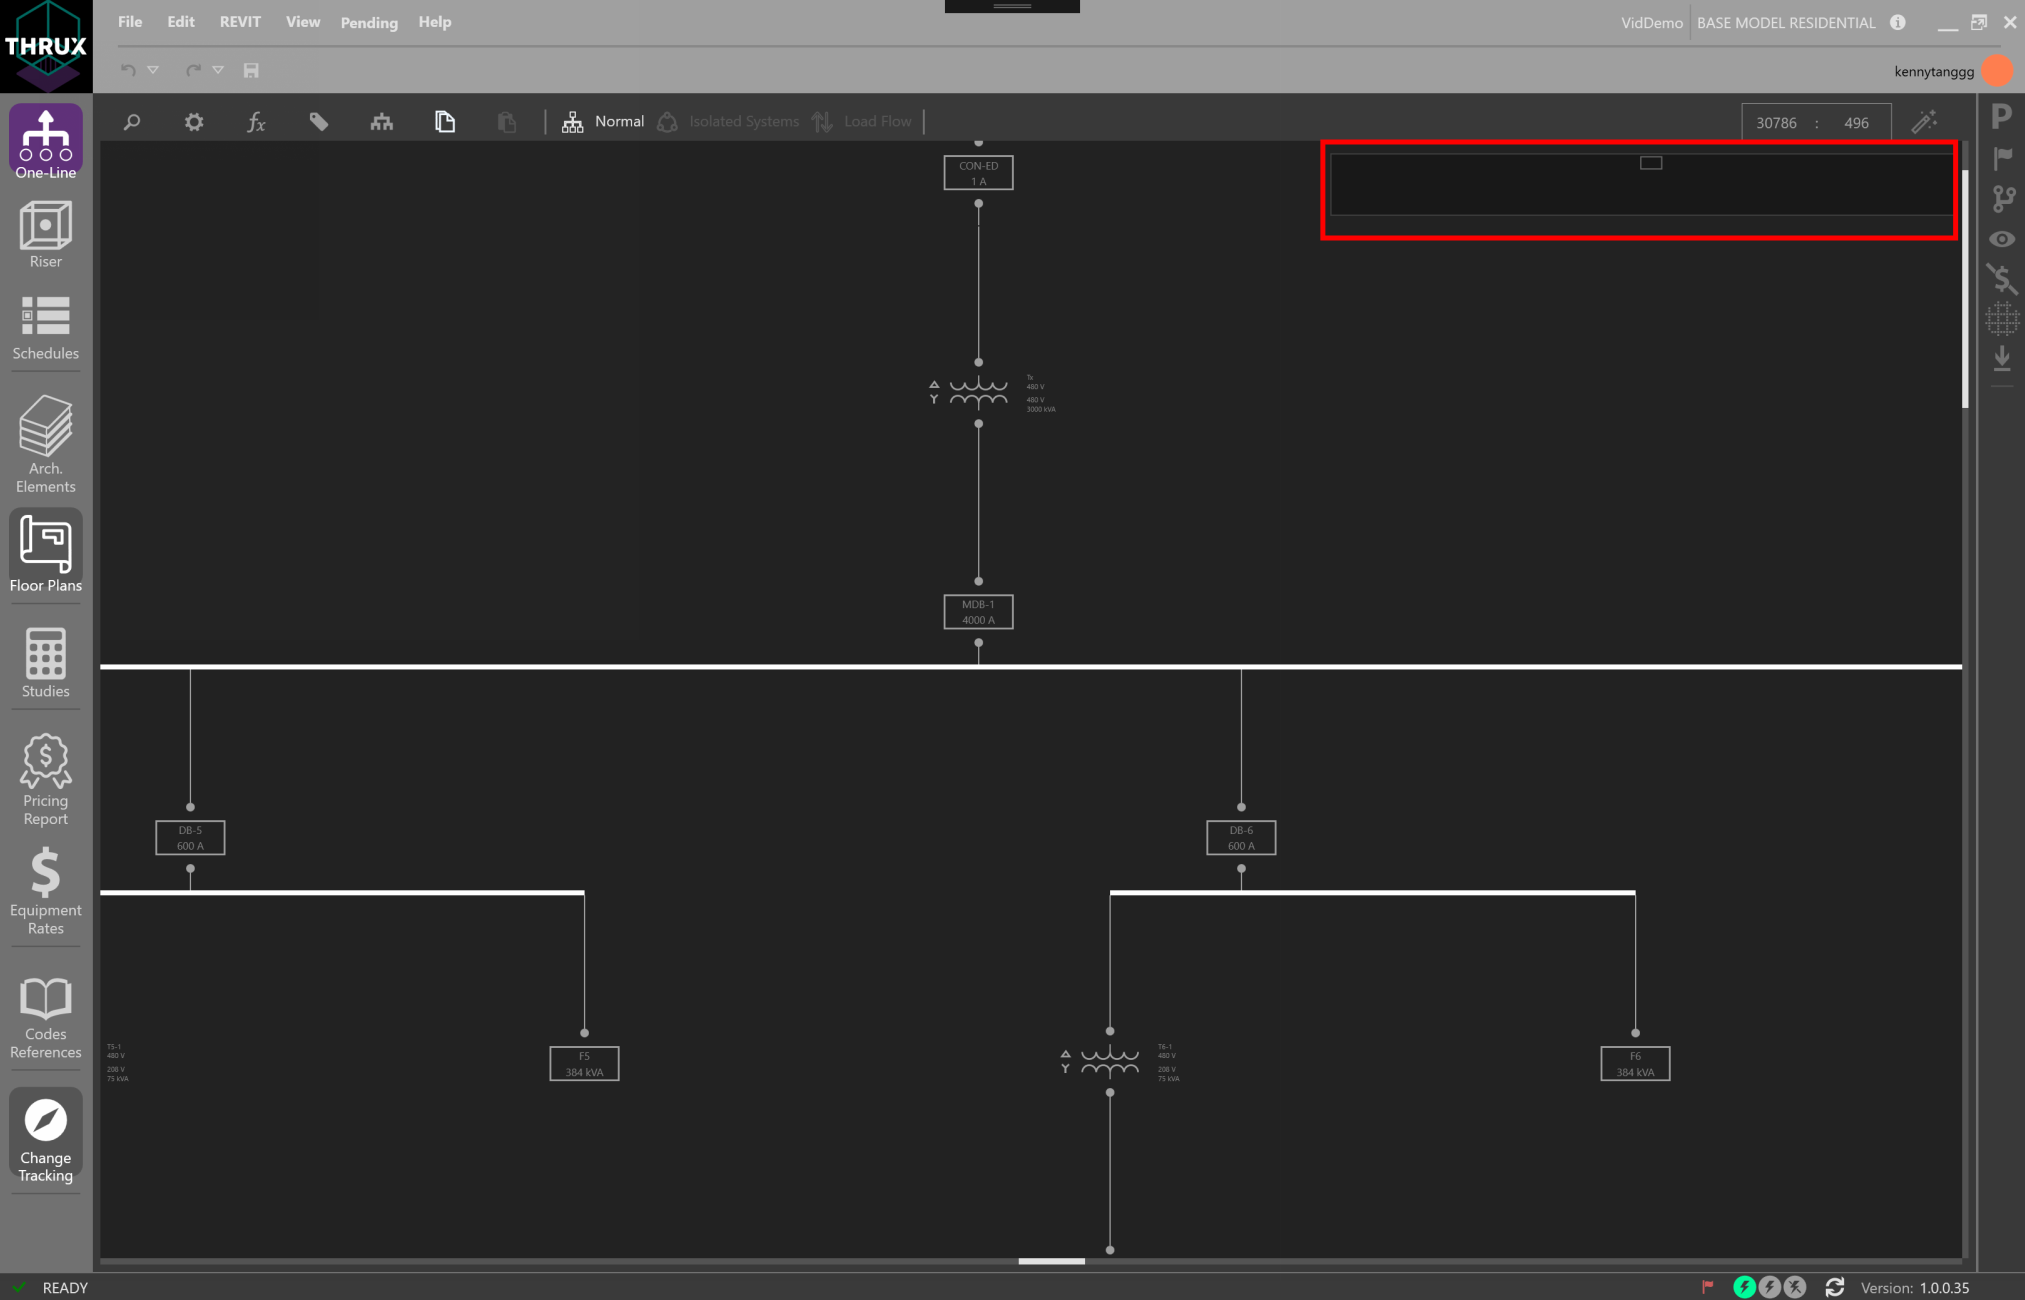 THRUX
File Edit REVIT View Pending Help
VidDemo BASE MODEL RESIDENTIAL
kennytanggg
fx Normal Isolated Systems Load Flow
30786 : 496
P
One-Line
Riser
Schedules
Arch.
Elements
Floor Plans
Studies
Pricing
Report
Equipment
Rates
Codes
References
Change
Tracking
CON-ED
1 A
480 V
480 V
3000 kVA
MDB-1
4000 A
DB-5
600 A
DB-6
600 A
T5-1
480 V
208 V
75 kVA
F5
384 kVA
T6-1
480 V
208 V
75 kVA
F6
384 kVA
READY
Version: 1.0.0.35